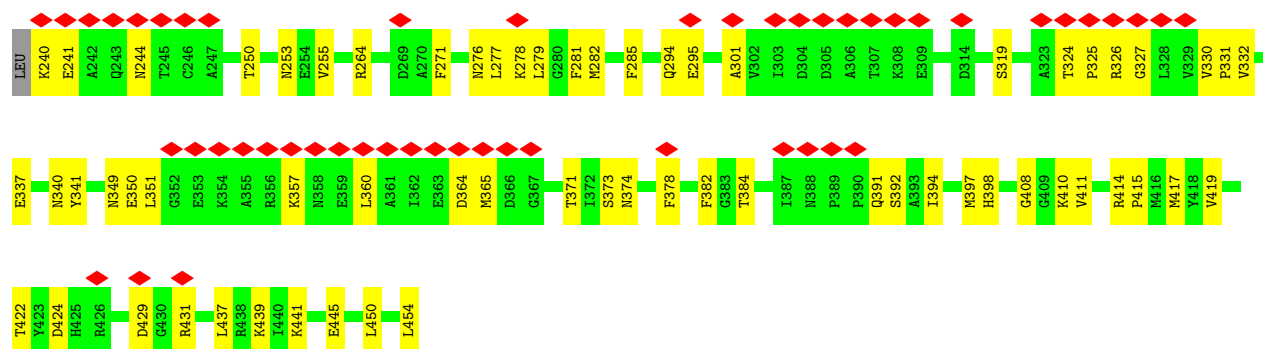 LEU K240 E241 A242 Q243 N244 T245 C246 A247 T250 N253 E254 V255 R264 D269 A270 F271 N276 L277 K278 L279 G280 F281 M282 F285 Q294 E295 A301 V302 I303 D304 D305 A306 T307 K308 E309 D314 S319 A323 T324 P325 R326 G327 L328 V329 V330 P331 V332
E337 N340 Y341 N349 E350 L351 G352 E353 K354 A355 R356 K357 N358 E359 L360 A361 I362 E363 D364 M365 D366 G367 T371 I372 S373 N374 F378 F382 G383 T384 I387 N388 P389 P390 Q391 S392 A393 I394 M397 H398 G408 G409 K410 V411 R414 P415 M416 M417 Y418 V419
T422 Y423 D424 H425 R426 D429 G430 R431 L437 R438 K439 I440 K441 E445 L450 L454